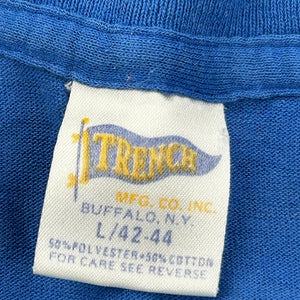 TRENCH
MFG. CO. INC.
BUFFALO, N.Y.
L/42-44
50% POLYESTER • 50% COTTON
FOR CARE SEE REVERSE